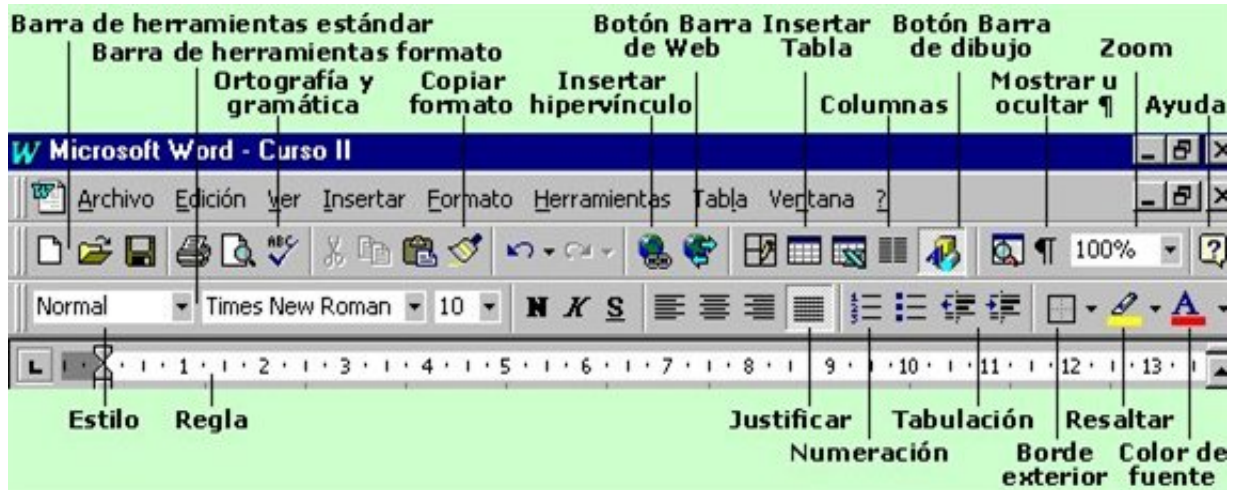 Barra de herramientas estándar
Barra de herramientas formato
Ortografía y
gramática
Copiar
formato
Insertar
hipervínculo
Botón Barra
de Web
Insertar
Tabla
Columnas
Botón Barra
de dibujo
Mostrar u
ocultar ¶
Zoom
Ayuda
W Microsoft Word - Curso II
Archivo Edición Ver Insertar Formato Herramientas Tabla Ventana ?
ABC ¶ 100% ?
Normal Times New Roman 10 N K S A
L 1 2 3 4 5 6 7 8 9 10 11 12 13
Estilo
Regla
Justificar
Numeración
Tabulación
Borde
exterior
Resaltar
Color de
fuente